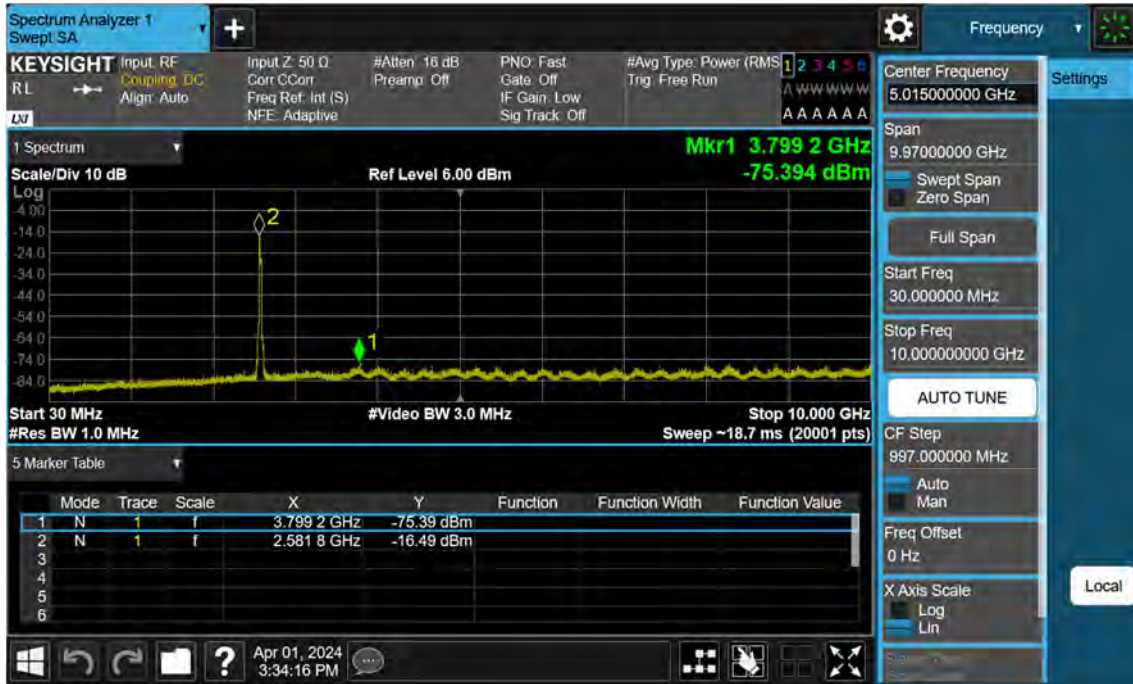 Spectrum Analyzer 1
Swept SA
Frequency
KEYSIGHT
RL
LXI
Input: RF
Coupling: DC
Align: Auto
Input Z: 50 Ω
Corr CCorr
Freq Ref: Int (S)
NFE: Adaptive
#Atten: 16 dB
Preamp: Off
PNO: Fast
Gate: Off
IF Gain: Low
Sig Track: Off
#Avg Type: Power (RMS
Trig: Free Run
1 2 3 4 5 6
A W W W W W
A A A A A A
1 Spectrum
Scale/Div 10 dB
Ref Level 6.00 dBm
Mkr1 3.799 2 GHz
-75.394 dBm
Log
-4.00
-14.0
-24.0
-34.0
-44.0
-54.0
-64.0
-74.0
-84.0
2
1
Start 30 MHz
#Video BW 3.0 MHz
Stop 10.000 GHz
#Res BW 1.0 MHz
Sweep ~18.7 ms (20001 pts)
5 Marker Table
Mode Trace Scale X Y Function Function Width Function Value
1 N 1 f 3.799 2 GHz -75.39 dBm
2 N 1 f 2.581 8 GHz -16.49 dBm
3
4
5
6
?
Apr 01, 2024
3:34:16 PM
Center Frequency
5.015000000 GHz
Span
9.97000000 GHz
Swept Span
Zero Span
Full Span
Start Freq
30.000000 MHz
Stop Freq
10.000000000 GHz
AUTO TUNE
CF Step
997.000000 MHz
Auto
Man
Freq Offset
0 Hz
X Axis Scale
Log
Lin
Settings
Local